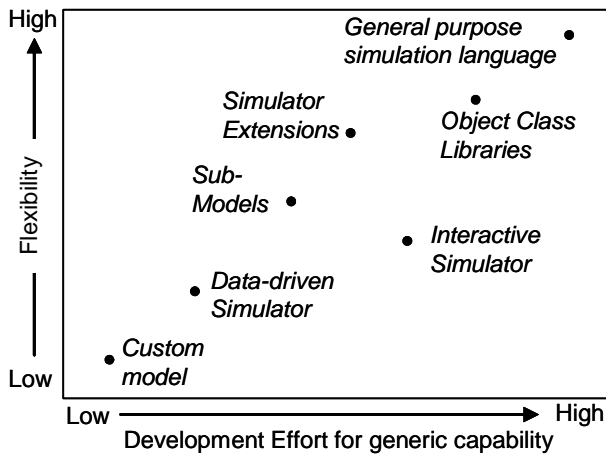 High
General purpose
simulation language
Simulator
Extensions
Object Class
Libraries
Sub-
Models
Interactive
Simulator
Data-driven
Simulator
Custom
model
Flexibility
Low
Low
High
Development Effort for generic capability